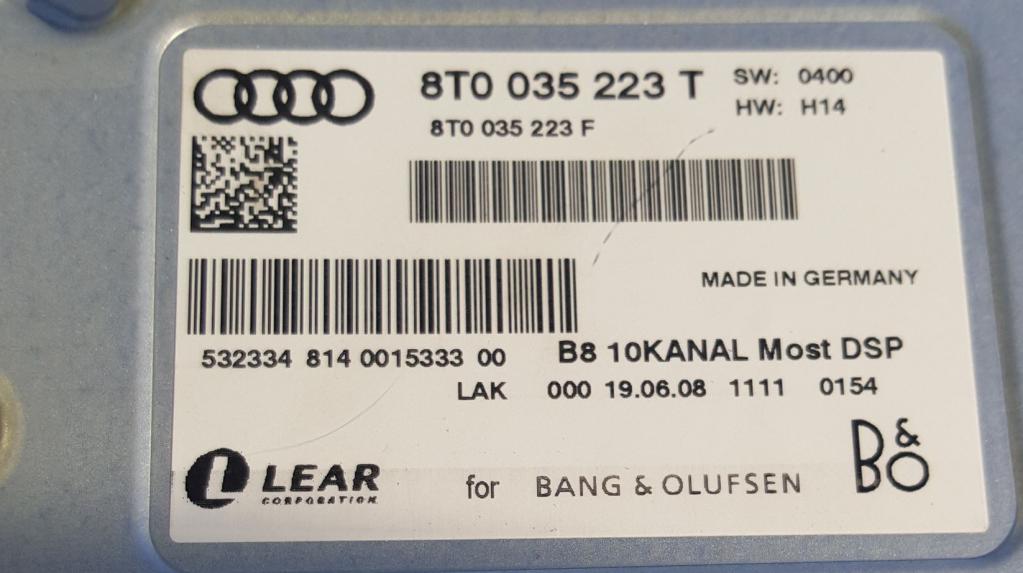 8T0 035 223 T
SW: 0400
HW: H14
8T0 035 223 F
MADE IN GERMANY
532334 814 0015333 00
B8 10KANAL Most DSP
LAK 000 19.06.08 1111 0154
L LEAR CORPORATION for BANG & OLUFSEN B&O